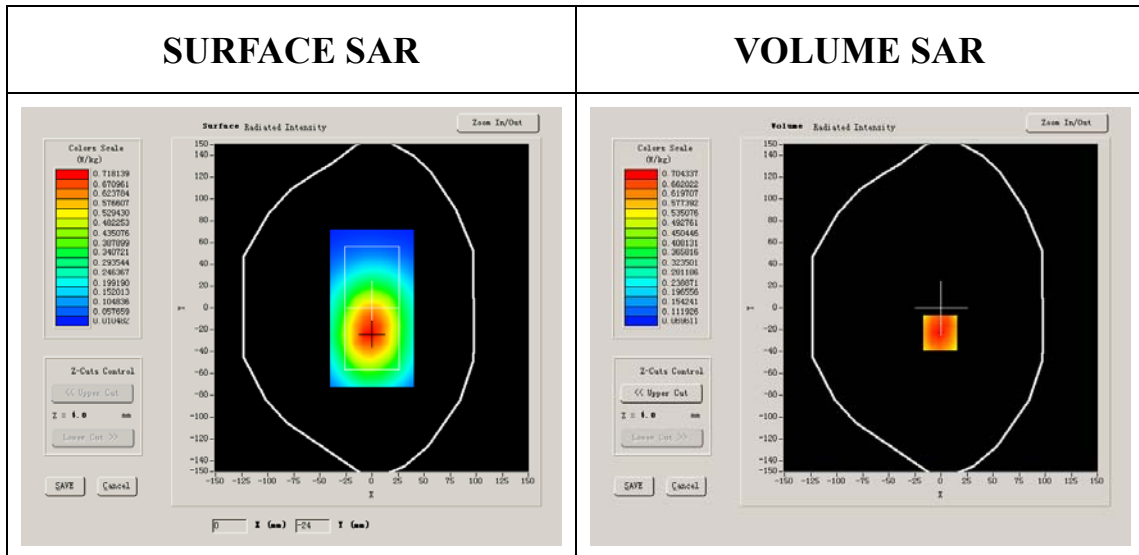 SURFACE SAR
VOLUME SAR
Surface Radiated Intensity
Zoom In/Out
Colors Scale
(W/kg)
0.718139
0.670961
0.623784
0.576607
0.529430
0.482253
0.435076
0.387899
0.340721
0.293544
0.246367
0.199190
0.152013
0.104836
0.057659
0.010482
150
140
120
100
80
60
40
20
0
-20
-40
-60
-80
-100
-120
-140
-150
Y
-150 -125 -100 -75 -50 -25 0 25 50 75 100 125 150
X
Z-Cuts Control
<< Upper Cut
Z = 4.0 mm
Lower Cut >>
SAVE Cancel
0 X (mm) -24 Y (mm)
Volume Radiated Intensity
Zoom In/Out
Colors Scale
(W/kg)
0.704337
0.662022
0.619707
0.577392
0.535076
0.492761
0.450446
0.408131
0.365816
0.323501
0.281186
0.238871
0.196556
0.154241
0.111926
0.069611
150
140
120
100
80
60
40
20
0
-20
-40
-60
-80
-100
-120
-140
-150
Y
-150 -125 -100 -75 -50 -25 0 25 50 75 100 125 150
X
Z-Cuts Control
<< Upper Cut
Z = 4.0 mm
Lower Cut >>
SAVE Cancel